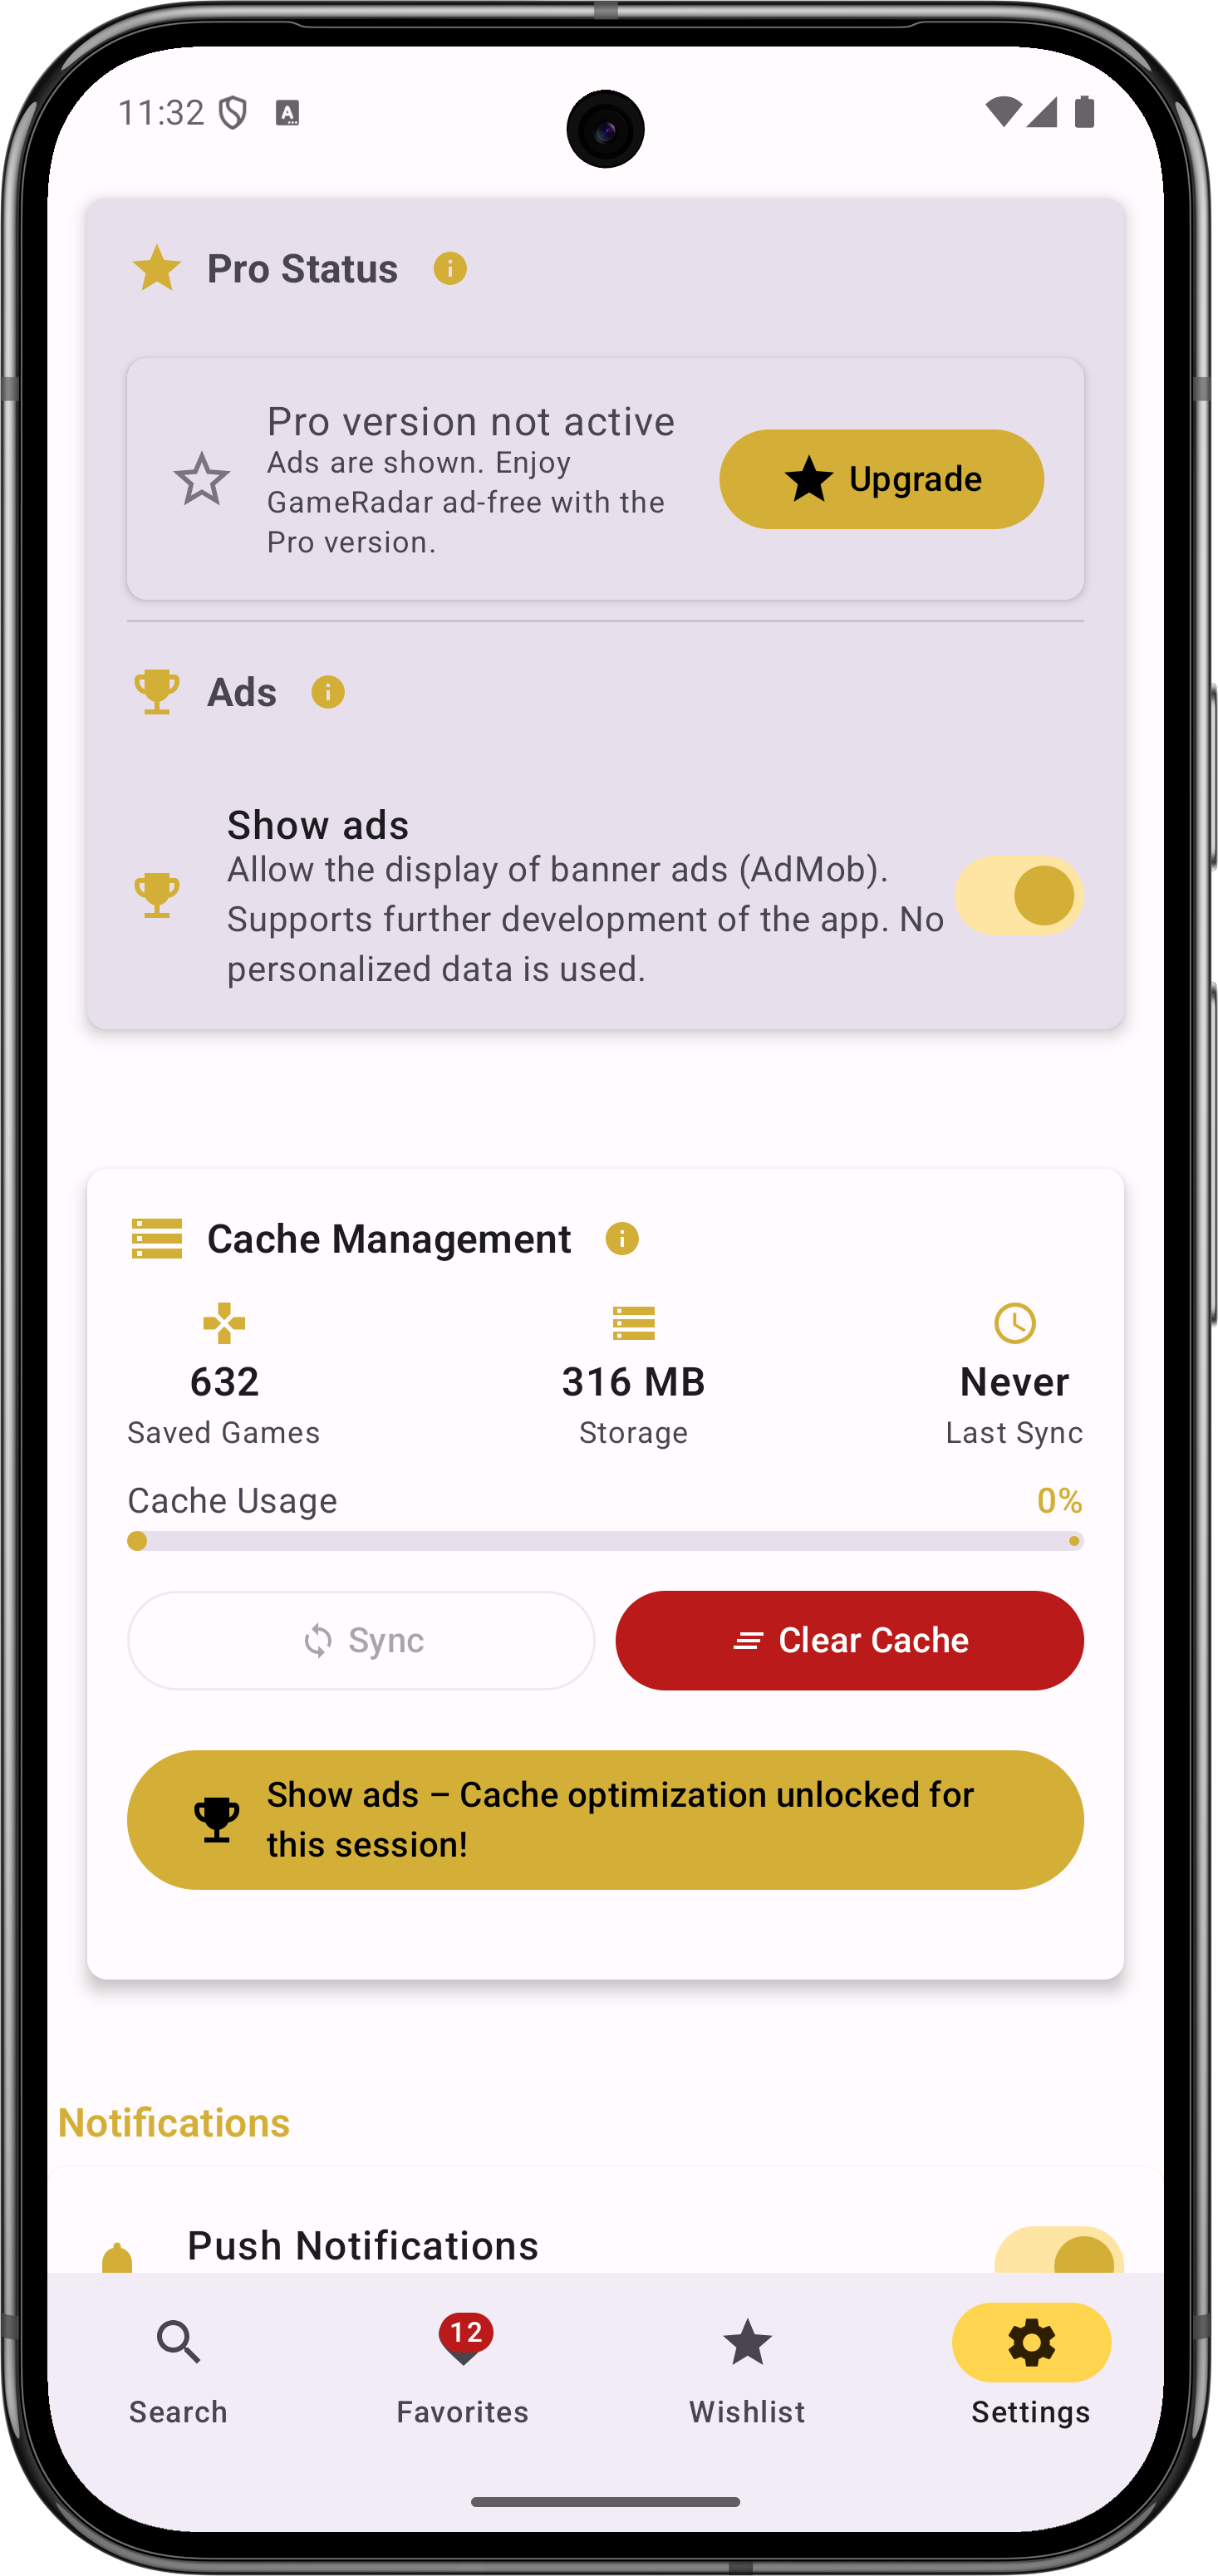 11:32
Pro Status
Pro version not active
Ads are shown. Enjoy
GameRadar ad-free with the
Pro version.
Upgrade
Ads
Show ads
Allow the display of banner ads (AdMob).
Supports further development of the app. No
personalized data is used.
Cache Management
632
316 MB
Never
Saved Games
Storage
Last Sync
Cache Usage
0%
Sync
Clear Cache
Show ads – Cache optimization unlocked for
this session!
Notifications
Push Notifications
12
Search
Favorites
Wishlist
Settings